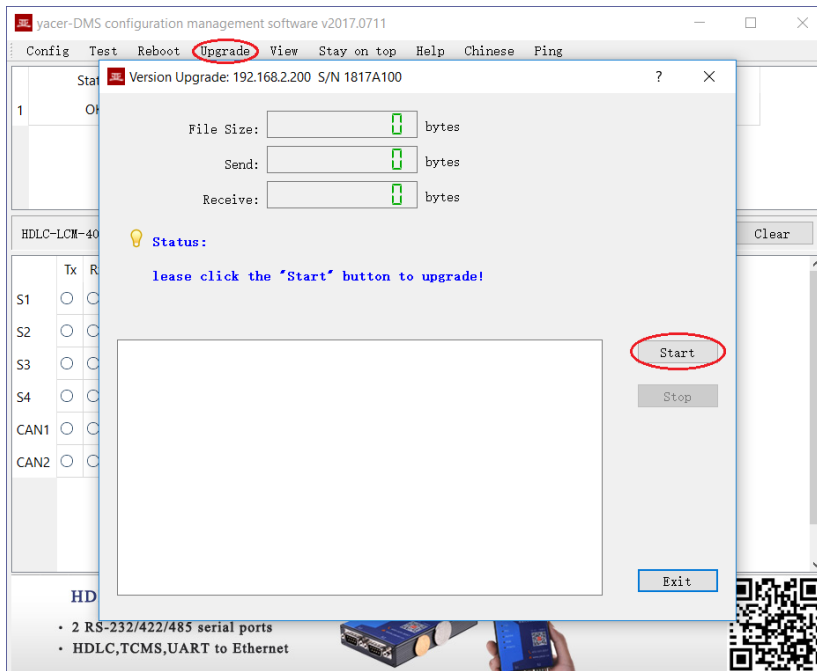 yacer-DMS configuration management software v2017.0711
Config Test Reboot Upgrade View Stay on top Help Chinese Ping
Version Upgrade: 192.168.2.200 S/N 1817A100 ?
1
File Size: 0 bytes
Send: 0 bytes
Receive: 0 bytes
HDLC-LCM-40
Clear
Status:
lease click the "Start" button to upgrade!
Tx
S1
S2
S3
S4
CAN1
CAN2
Start
Stop
Exit
HD
· 2 RS-232/422/485 serial ports
· HDLC,TCMS,UART to Ethernet